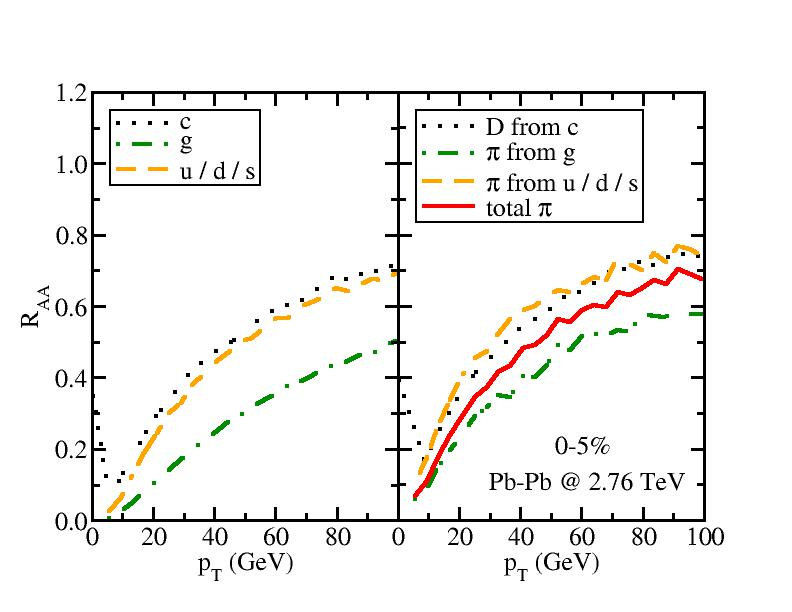 1.2
1.0
0.8
0.6
0.4
0.2
0.0
R_AA
c
g
u / d / s
D from c
π from g
π from u / d / s
total π
0-5%
Pb-Pb @ 2.76 TeV
0 20 40 60 80 0 20 40 60 80 100
p_T (GeV) p_T (GeV)